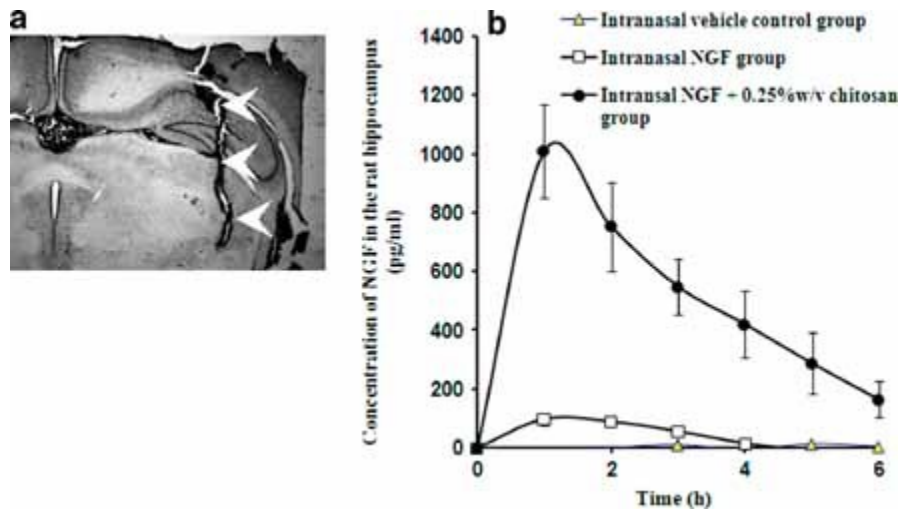 a
b
Intranasal vehicle control group
Intranasal NGF group
Intransal NGF + 0.25%w/v chitosan
group
Concentration of NGF in the rat hippocampus
(pg/ml)
1400
1200
1000
800
600
400
200
0
0
2
4
6
Time (h)